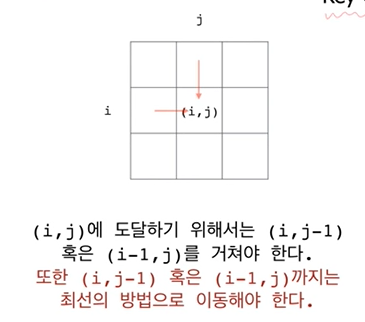 Key
j
i
(i,j)
(i,j)에 도달하기 위해서는 (i,j-1)
혹은 (i-1,j)를 거쳐야 한다.
또한 (i,j-1) 혹은 (i-1,j)까지는
최선의 방법으로 이동해야 한다.